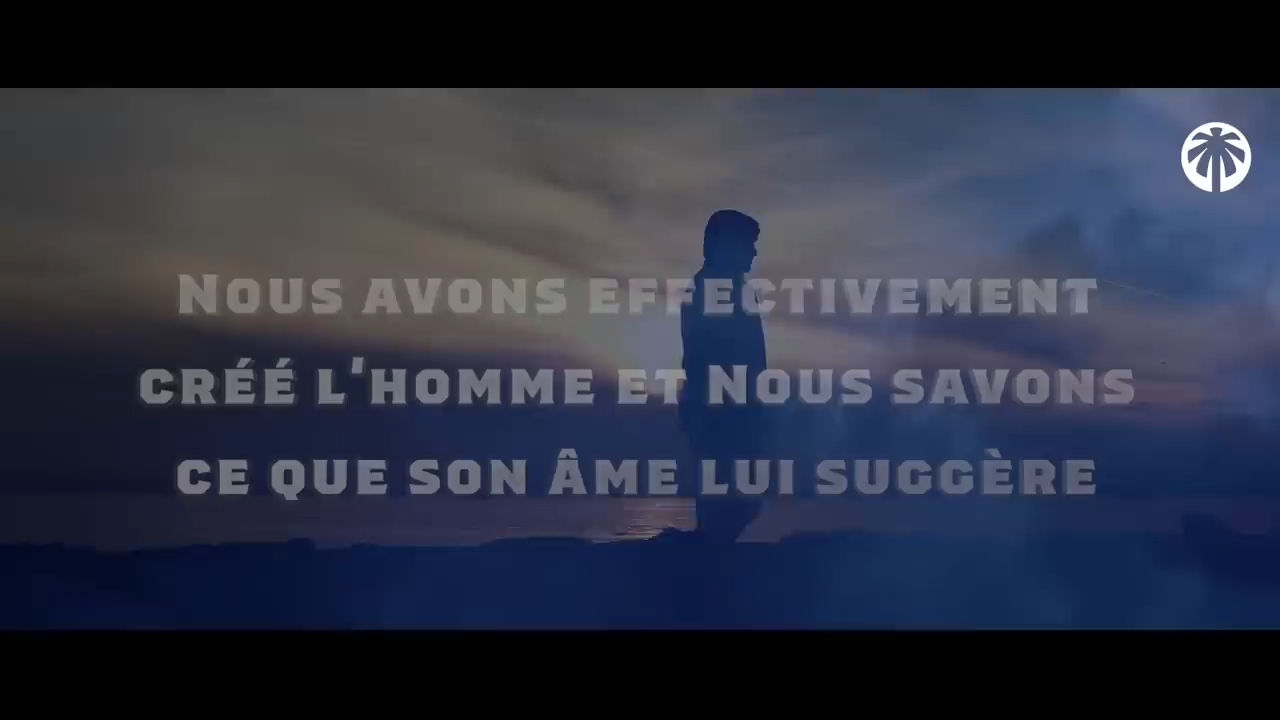 Nous avons effectivement
créé l'homme et Nous savons
ce que son âme lui suggère